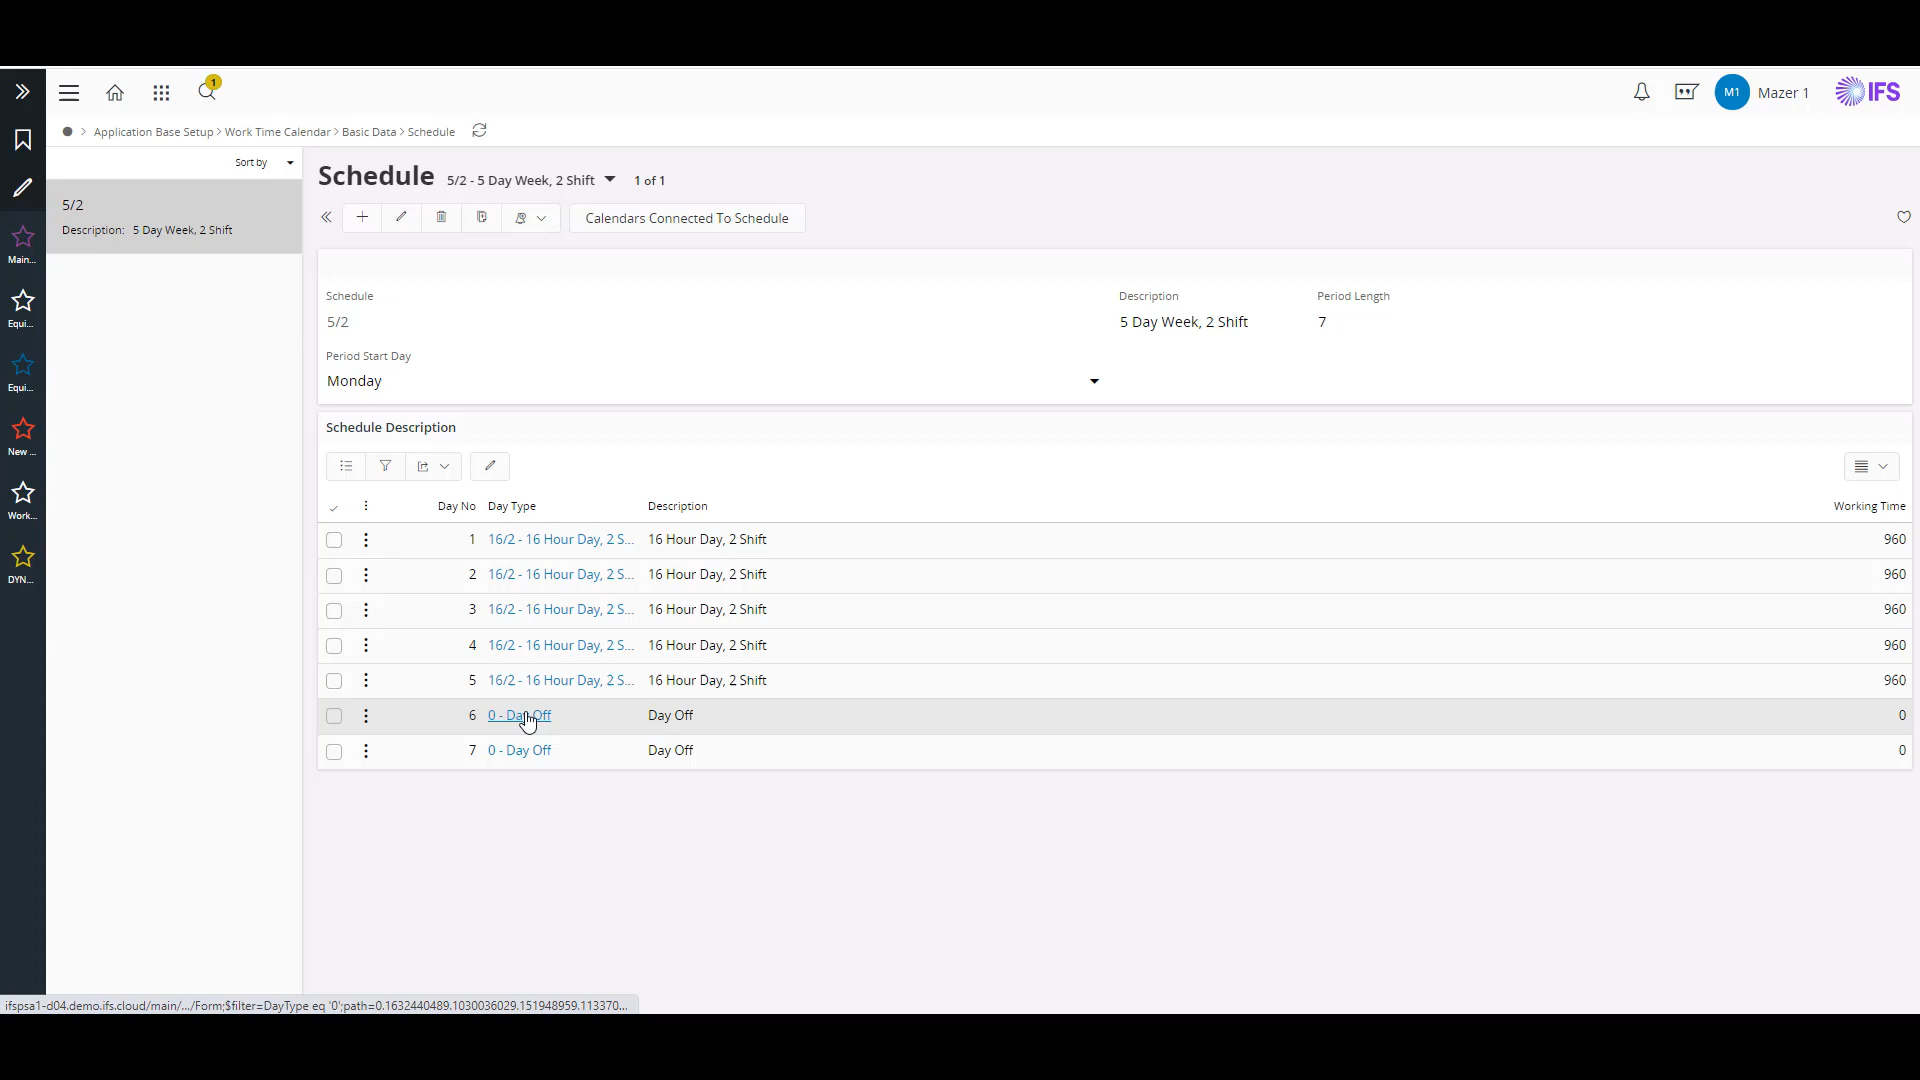 1
M1
Mazer 1
IFS
> Application Base Setup > Work Time Calendar > Basic Data > Schedule
Sort by
5/2
Description: 5 Day Week, 2 Shift
Main...
Equi...
Equi...
New ...
Work...
DYN...
Schedule 5/2 - 5 Day Week, 2 Shift 1 of 1
Calendars Connected To Schedule
Schedule Description Period Length
5/2 5 Day Week, 2 Shift 7
Period Start Day
Monday
Schedule Description
Day No Day Type Description Working Time
1 16/2 - 16 Hour Day, 2 S... 16 Hour Day, 2 Shift 960
2 16/2 - 16 Hour Day, 2 S... 16 Hour Day, 2 Shift 960
3 16/2 - 16 Hour Day, 2 S... 16 Hour Day, 2 Shift 960
4 16/2 - 16 Hour Day, 2 S... 16 Hour Day, 2 Shift 960
5 16/2 - 16 Hour Day, 2 S... 16 Hour Day, 2 Shift 960
6 0 - Day Off Day Off 0
7 0 - Day Off Day Off 0
ifspsa1-d04.demo.ifs.cloud/main/.../Form;$filter=DayType eq '0';path=0.1632440489.1030036029.151948959.113370...